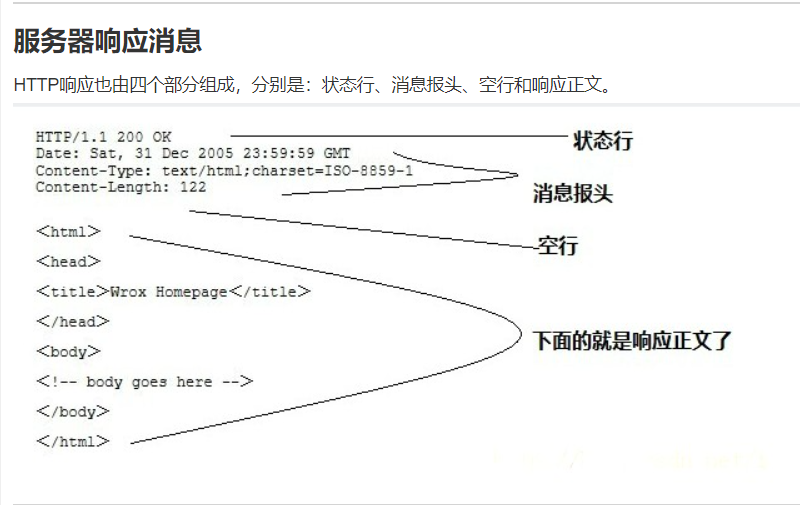 服务器响应消息
HTTP响应也由四个部分组成，分别是：状态行、消息报头、空行和响应正文。
HTTP/1.1 200 OK
状态行
Date: Sat, 31 Dec 2005 23:59:59 GMT
Content-Type: text/html;charset=ISO-8859-1
Content-Length: 122
消息报头
<html>
空行
<head>
<title>Wrox Homepage</title>
</head>
下面的就是响应正文了
<body>
<!-- body goes here -->
</body>
</html>